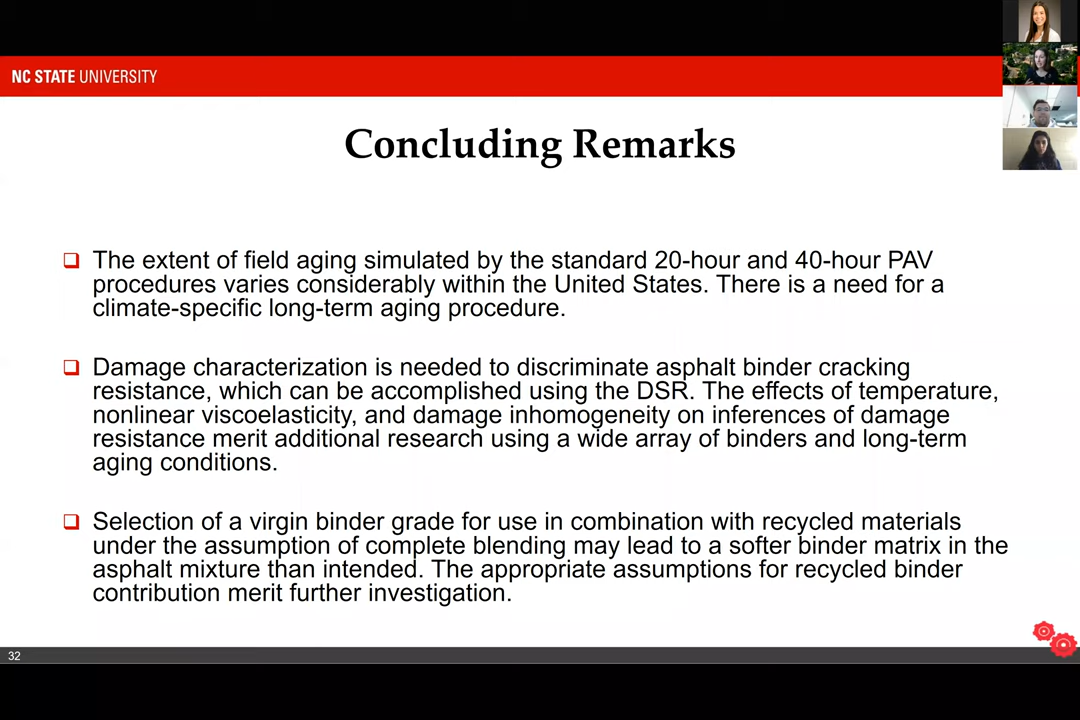 NC STATE UNIVERSITY
Concluding Remarks
The extent of field aging simulated by the standard 20-hour and 40-hour PAV
procedures varies considerably within the United States. There is a need for a
climate-specific long-term aging procedure.
Damage characterization is needed to discriminate asphalt binder cracking
resistance, which can be accomplished using the DSR. The effects of temperature,
nonlinear viscoelasticity, and damage inhomogeneity on inferences of damage
resistance merit additional research using a wide array of binders and long-term
aging conditions.
Selection of a virgin binder grade for use in combination with recycled materials
under the assumption of complete blending may lead to a softer binder matrix in the
asphalt mixture than intended. The appropriate assumptions for recycled binder
contribution merit further investigation.
32